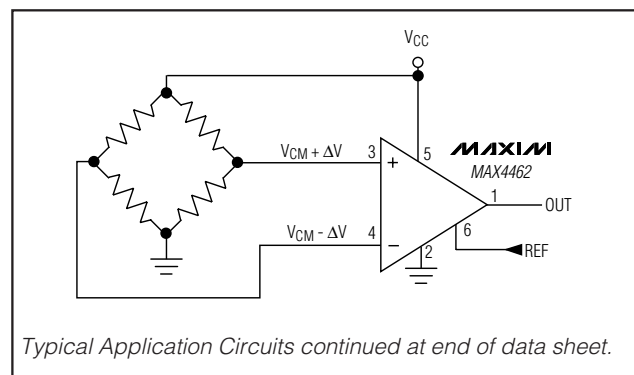 VCC
VCM + ΔV
3
+
5
MAXIM
MAX4462
1
OUT
VCM - ΔV
4
−
2
6
REF
Typical Application Circuits continued at end of data sheet.